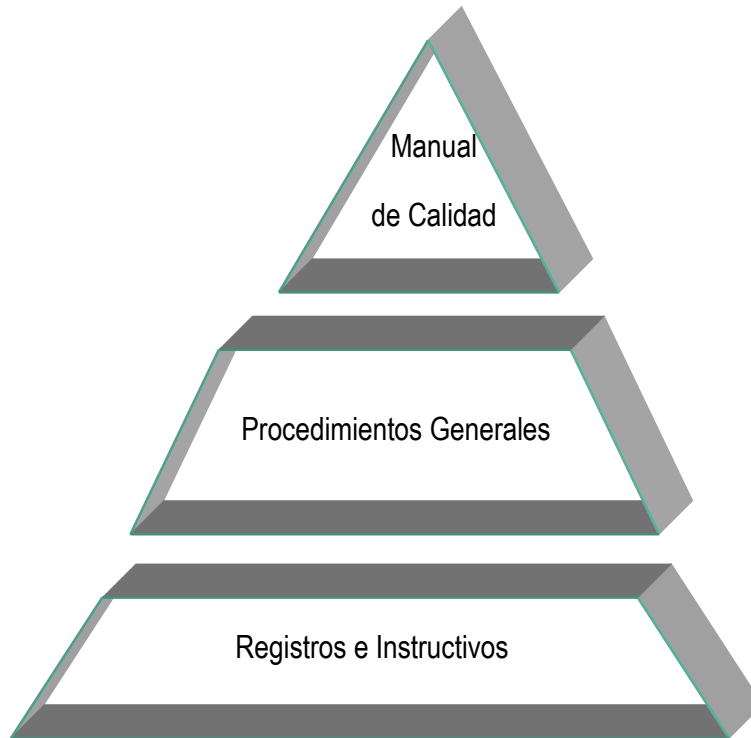 Manual
de Calidad
Procedimientos Generales
Registros e Instructivos